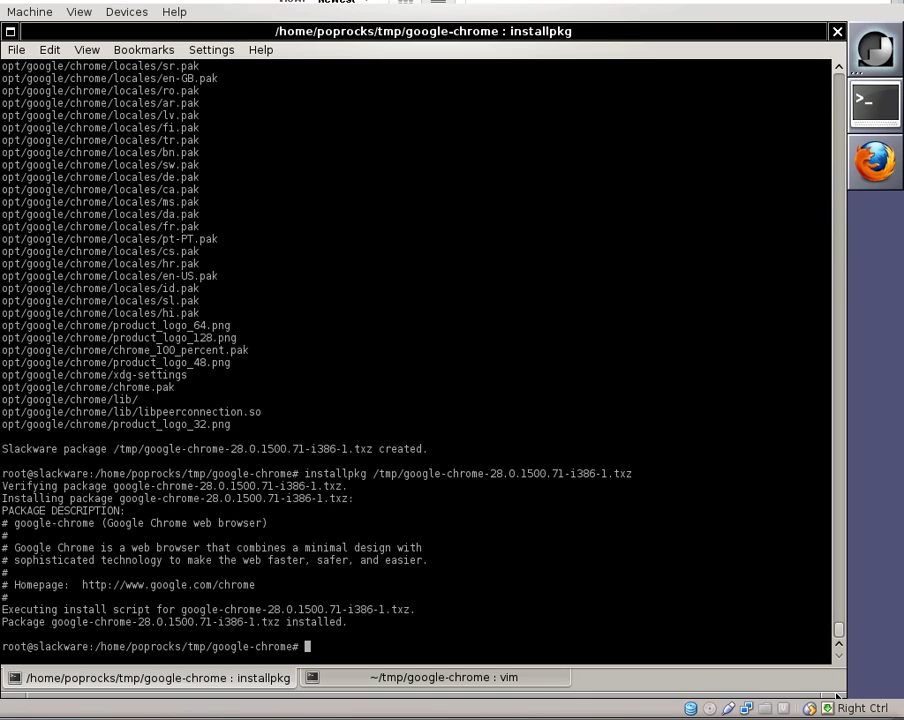 Machine View Devices Help
/home/poprocks/tmp/google-chrome : installpkg
File Edit View Bookmarks Settings Help
opt/google/chrome/locales/sr.pak
opt/google/chrome/locales/en-GB.pak
opt/google/chrome/locales/ro.pak
opt/google/chrome/locales/ar.pak
opt/google/chrome/locales/lv.pak
opt/google/chrome/locales/fi.pak
opt/google/chrome/locales/tr.pak
opt/google/chrome/locales/bn.pak
opt/google/chrome/locales/sw.pak
opt/google/chrome/locales/de.pak
opt/google/chrome/locales/ca.pak
opt/google/chrome/locales/ms.pak
opt/google/chrome/locales/da.pak
opt/google/chrome/locales/fr.pak
opt/google/chrome/locales/pt-PT.pak
opt/google/chrome/locales/cs.pak
opt/google/chrome/locales/hr.pak
opt/google/chrome/locales/en-US.pak
opt/google/chrome/locales/id.pak
opt/google/chrome/locales/sl.pak
opt/google/chrome/locales/hi.pak
opt/google/chrome/product_logo_64.png
opt/google/chrome/product_logo_128.png
opt/google/chrome/chrome_100_percent.pak
opt/google/chrome/product_logo_48.png
opt/google/chrome/xdg-settings
opt/google/chrome/chrome.pak
opt/google/chrome/lib/
opt/google/chrome/lib/libpeerconnection.so
opt/google/chrome/product_logo_32.png
Slackware package /tmp/google-chrome-28.0.1500.71-i386-1.txz created.
root@slackware:/home/poprocks/tmp/google-chrome# installpkg /tmp/google-chrome-28.0.1500.71-i386-1.txz
Verifying package google-chrome-28.0.1500.71-i386-1.txz.
Installing package google-chrome-28.0.1500.71-i386-1.txz:
PACKAGE DESCRIPTION:
# google-chrome (Google Chrome web browser)
#
# Google Chrome is a web browser that combines a minimal design with
# sophisticated technology to make the web faster, safer, and easier.
#
# Homepage:  http://www.google.com/chrome
#
Executing install script for google-chrome-28.0.1500.71-i386-1.txz.
Package google-chrome-28.0.1500.71-i386-1.txz installed.
root@slackware:/home/poprocks/tmp/google-chrome#
/home/poprocks/tmp/google-chrome : installpkg
~/tmp/google-chrome : vim
Right Ctrl